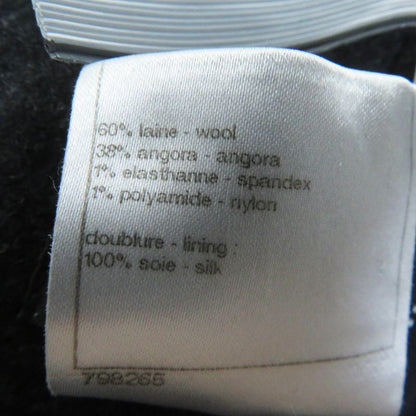 60% laine - wool
38% angora - angora
1% elasthanne - spandex
1% polyamide - nylon
doublure - lining :
100% soie - silk
798265